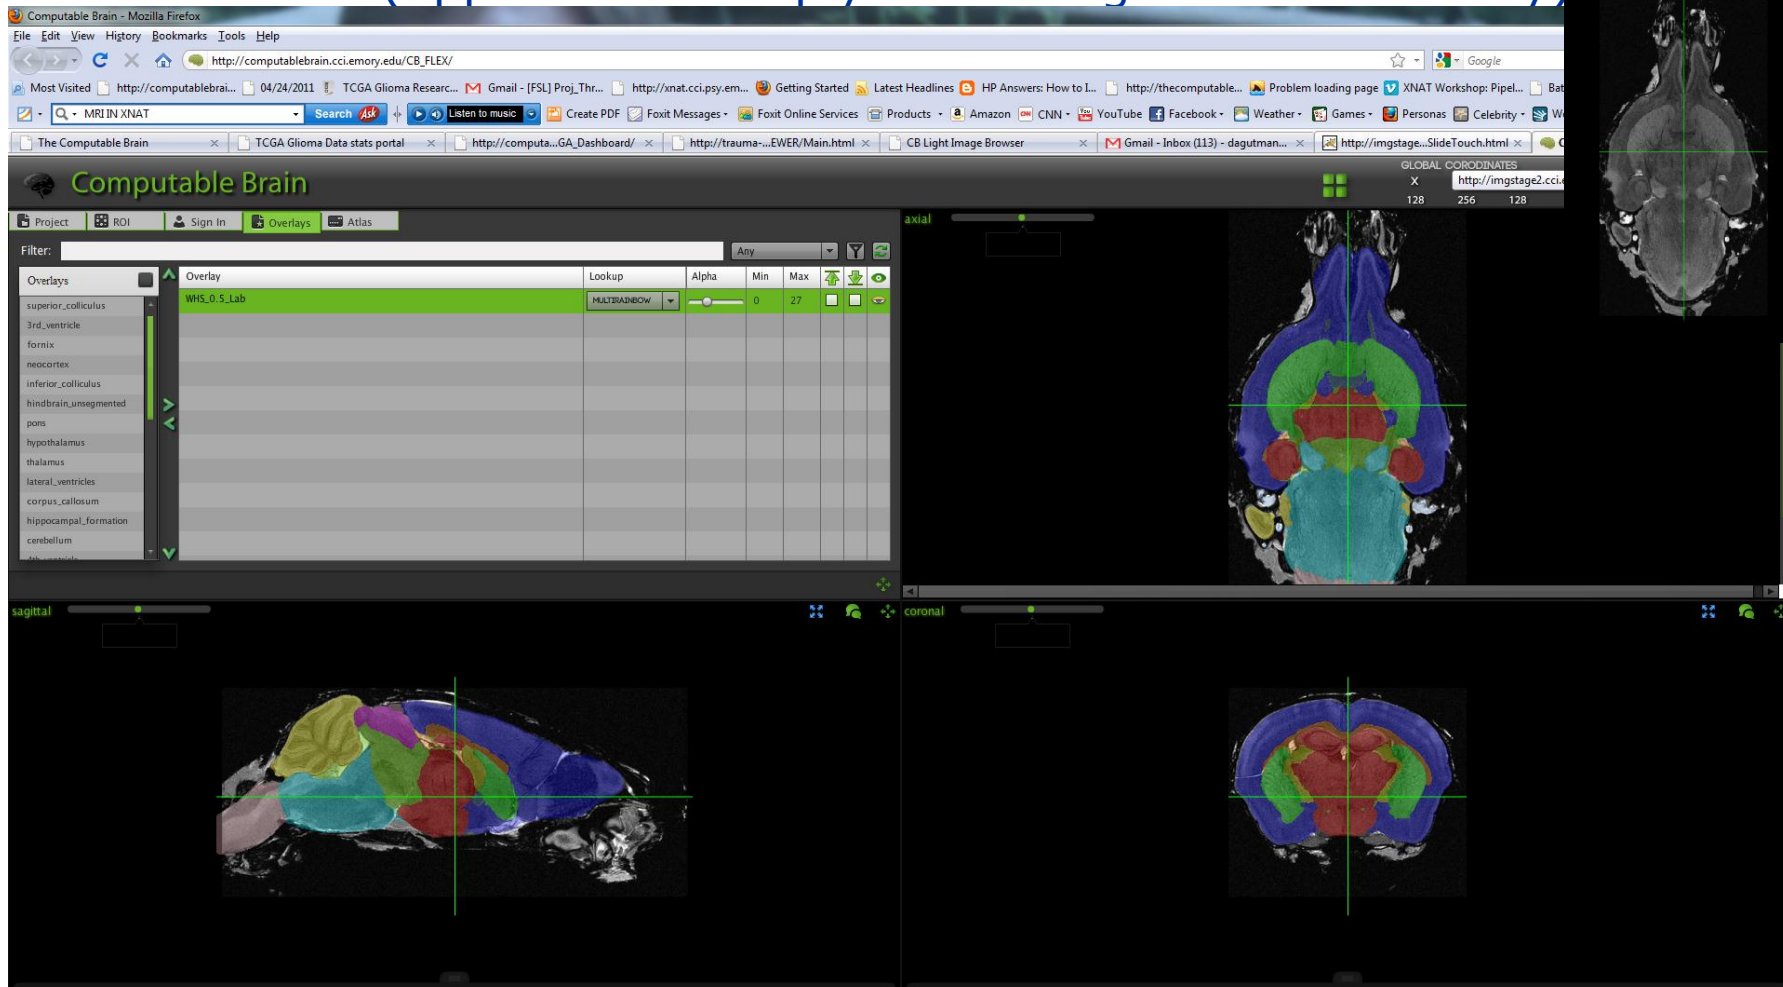 Computable Brain - Mozilla Firefox
File Edit View History Bookmarks Tools Help
http://computablebrain.cci.emory.edu/CB_FLEX/
Google
Most Visited http://computablebrai... 04/24/2011 TCGA Glioma Researc... Gmail - [FSL] Proj_Thr... http://xnat.cci.psy.em... Getting Started Latest Headlines HP Answers: How to I... http://thecomputable... Problem loading page XNAT Workshop: Pipel... Bat
MRI IN XNAT Search Ask Listen to music Create PDF Foxit Messages Foxit Online Services Products Amazon CNN YouTube Facebook Weather Games Personas Celebrity W
The Computable Brain TCGA Glioma Data stats portal http://computa...GA_Dashboard/ http://trauma-...EWER/Main.html CB Light Image Browser Gmail - Inbox (113) - dagutman... http://imgstage...SlideTouch.html
Computable Brain
GLOBAL CORODINATES
X http://imgstage2.cci.e
128 256 128
Project ROI Sign In Overlays Atlas
Filter: Any
Overlays
Overlay Lookup Alpha Min Max
WHS_0.5_Lab MULTIRAINBOW 0 27
superior_colliculus
3rd_ventricle
fornix
neocortex
inferior_colliculus
hindbrain_unsegmented
pons
hypothalamus
thalamus
lateral_ventricles
corpus_callosum
hippocampal_formation
cerebellum
axial
sagittal
coronal